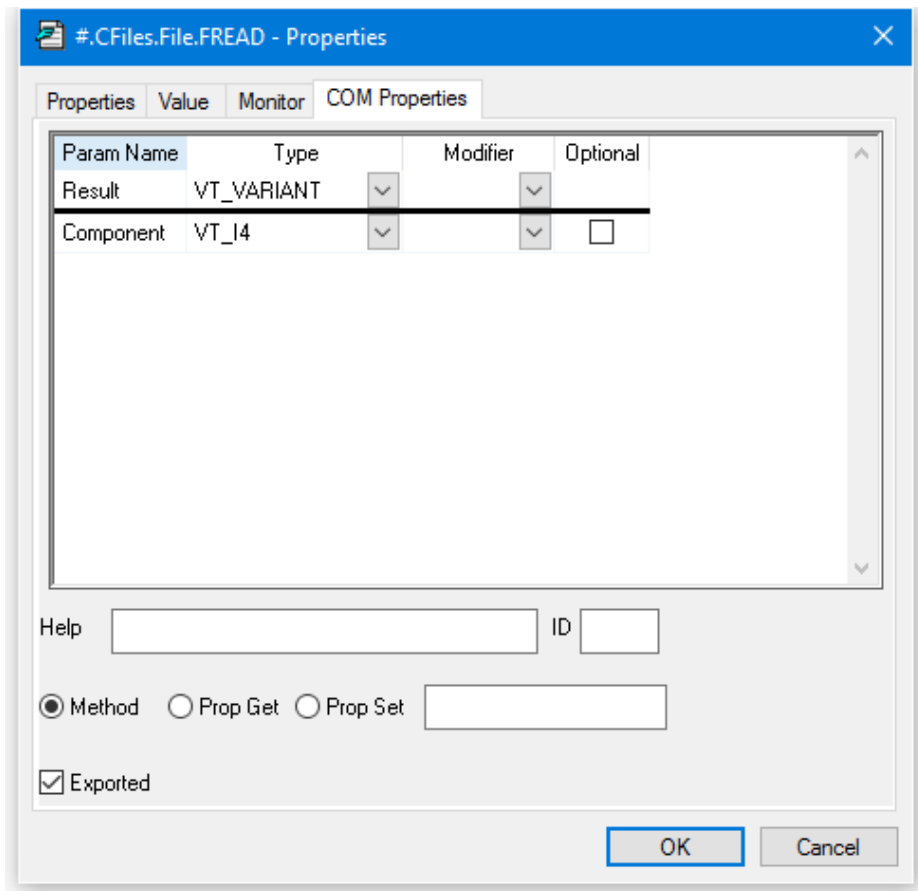 #.CFiles.File.FREAD - Properties
Properties Value Monitor COM Properties
Param Name Type Modifier Optional
Result VT_VARIANT
Component VT_I4
Help ID
Method Prop Get Prop Set
Exported
OK Cancel